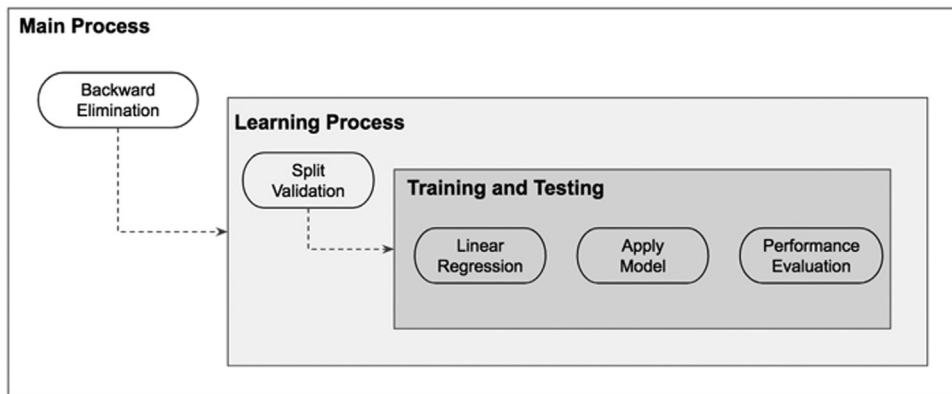 Main Process
Backward
Elimination
Learning Process
Split
Validation
Training and Testing
Linear
Regression
Apply
Model
Performance
Evaluation